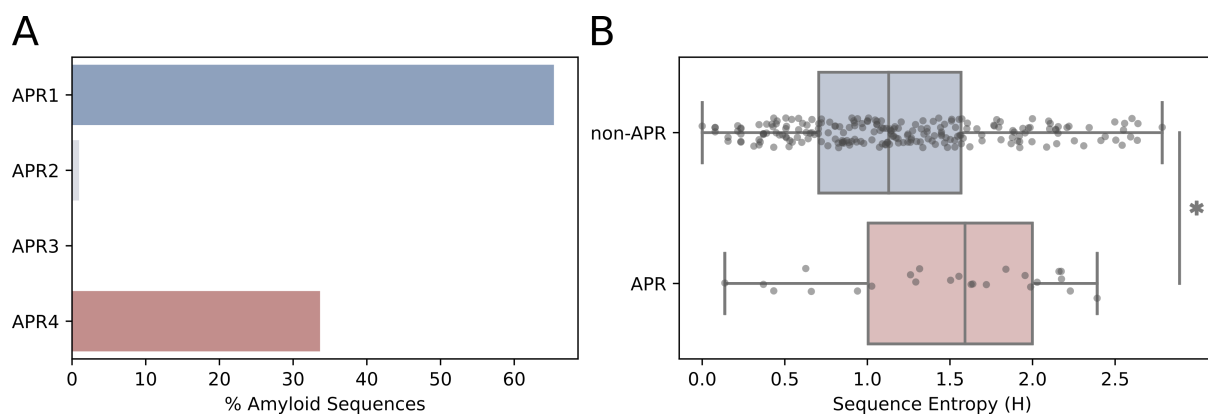 A
APR1
APR2
APR3
APR4
0 10 20 30 40 50 60
% Amyloid Sequences
B
non-APR
APR
*
0.0 0.5 1.0 1.5 2.0 2.5
Sequence Entropy (H)